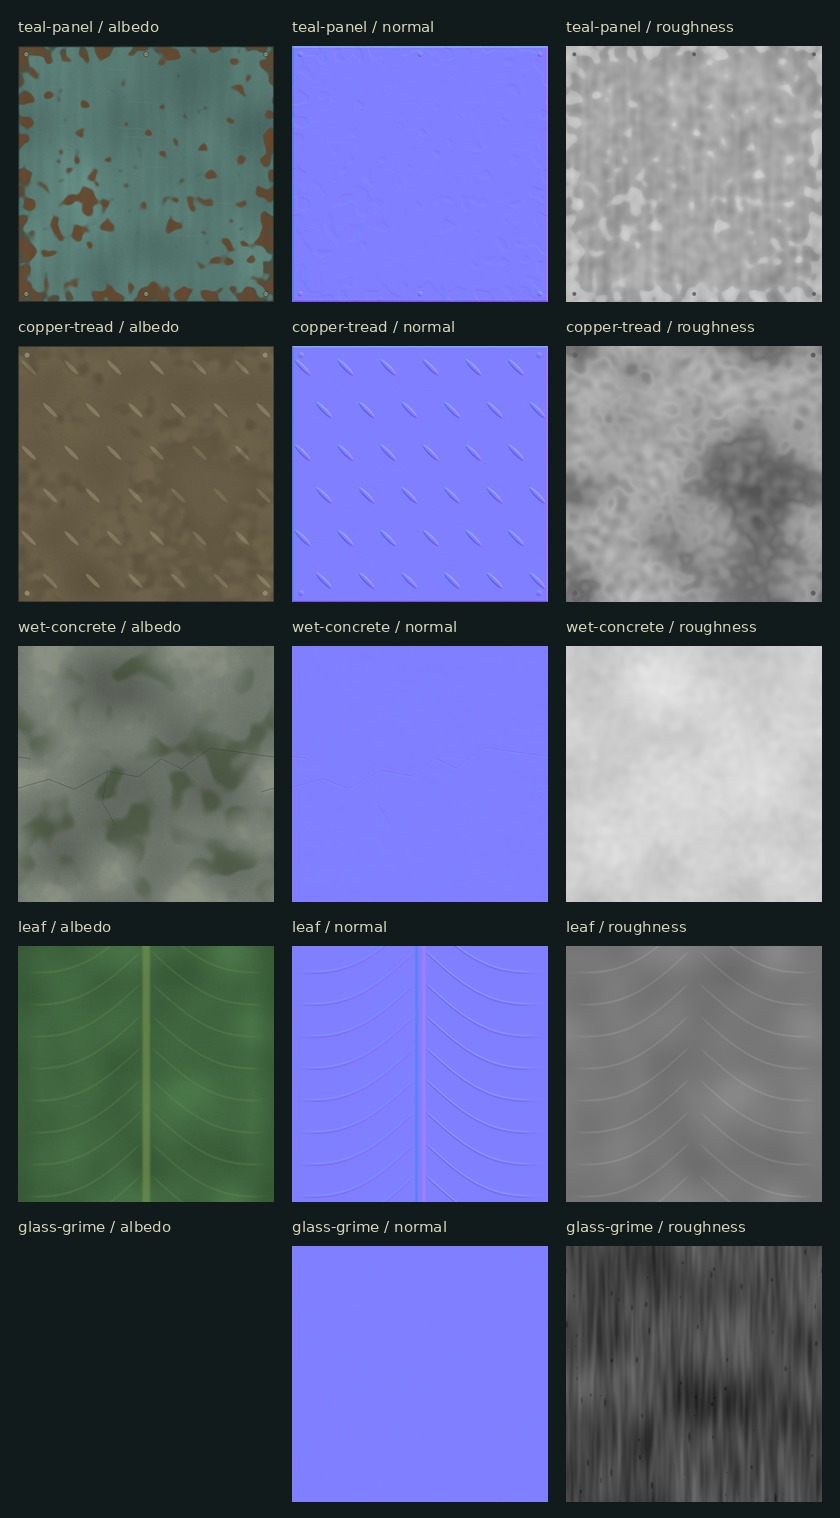 teal-panel / albedo
teal-panel / normal
teal-panel / roughness
copper-tread / albedo
copper-tread / normal
copper-tread / roughness
wet-concrete / albedo
wet-concrete / normal
wet-concrete / roughness
leaf / albedo
leaf / normal
leaf / roughness
glass-grime / albedo
glass-grime / normal
glass-grime / roughness